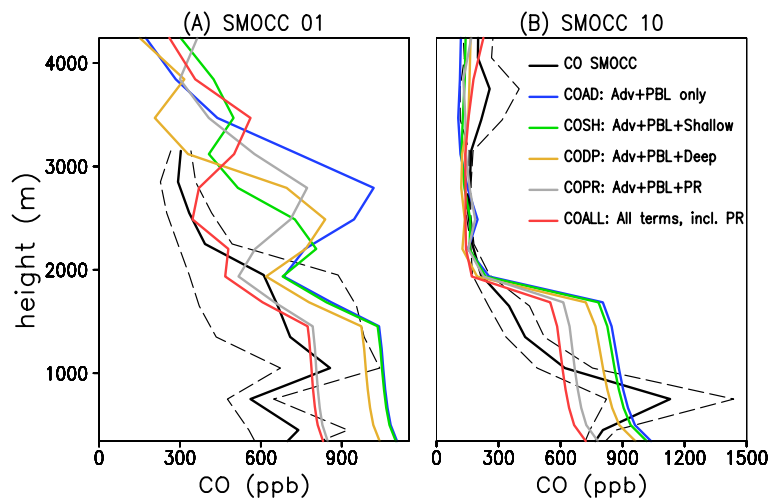 (A) SMOCC 01
(B) SMOCC 10
4000
3000
2000
1000
height (m)
CO SMOCC
COAD: Adv+PBL only
COSH: Adv+PBL+Shallow
CODP: Adv+PBL+Deep
COPR: Adv+PBL+PR
COALL: All terms, incl. PR
0 300 600 900
0 300 600 900 1200 1500
CO (ppb)
CO (ppb)